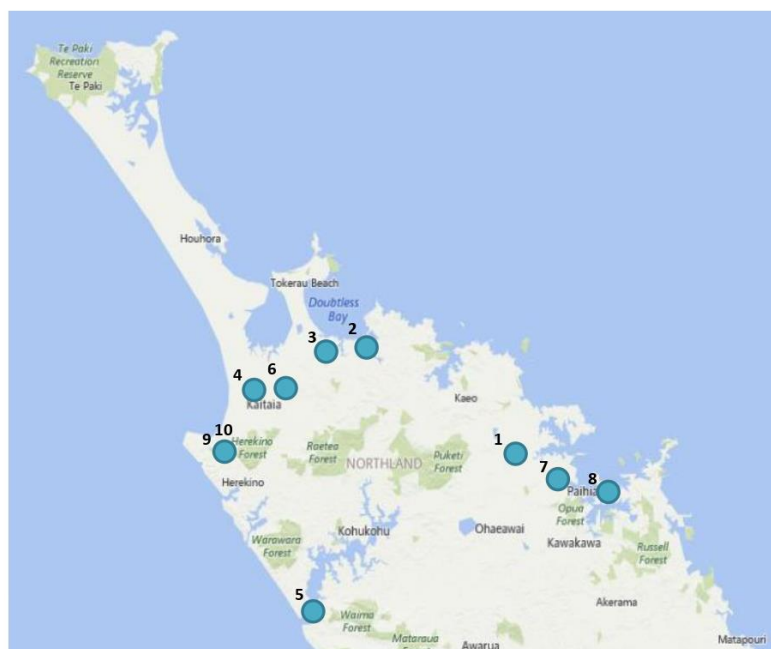 Te Paki
Recreation
Reserve
Te Paki
Houhora
Tokerau Beach
Doubtless
Bay
2
3
6
4
Kaitaia
Kaeo
10
9
Herekino
Forest
Raetea
Forest
NORTHLAND
Puketi
Forest
1
7
8
Herekino
Paihia
Opua
Forest
Ohaeawai
Kohukohu
Kawakawa
Warawara
Forest
Russell
Forest
5
Akerama
Waima
Forest
Mataraua
Forest
Awarua
Matapouri